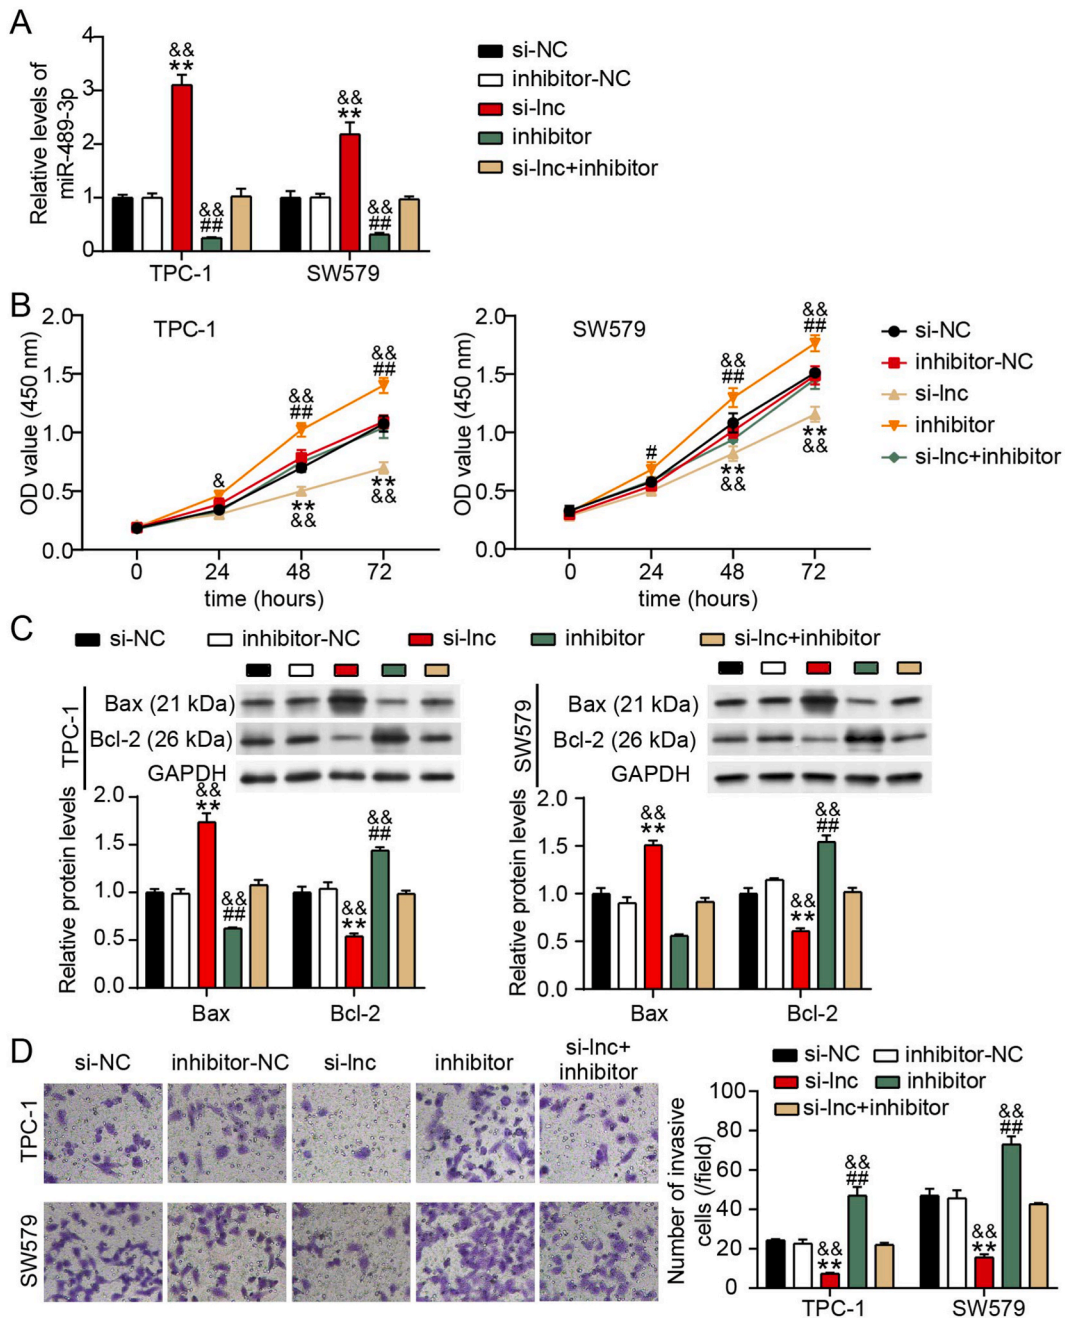 A
Relative levels of
miR-489-3p
4
3
2
1
0
&&
**
&&
##
&&
**
&&
##
TPC-1
SW579
si-NC
inhibitor-NC
si-lnc
inhibitor
si-lnc+inhibitor
B
OD value (450 nm)
2.0
1.5
1.0
0.5
0.0
TPC-1
&
&&
##
&&
##
**
&&
**
&&
0
24
48
72
time (hours)
OD value (450 nm)
2.0
1.5
1.0
0.5
0.0
SW579
#
&&
##
&&
##
**
&&
**
&&
0
24
48
72
time (hours)
si-NC
inhibitor-NC
si-lnc
inhibitor
si-lnc+inhibitor
C
si-NC
inhibitor-NC
si-lnc
inhibitor
si-lnc+inhibitor
TPC-1
Bax (21 kDa)
Bcl-2 (26 kDa)
GAPDH
SW579
Bax (21 kDa)
Bcl-2 (26 kDa)
GAPDH
Relative protein levels
2.0
1.5
1.0
0.5
0.0
&&
**
&&
##
&&
**
&&
##
Bax
Bcl-2
Relative protein levels
2.0
1.5
1.0
0.5
0.0
&&
**
&&
**
&&
##
Bax
Bcl-2
D
si-NC
inhibitor-NC
si-lnc
inhibitor
si-lnc+
inhibitor
TPC-1
SW579
si-NC
inhibitor-NC
si-lnc
inhibitor
si-lnc+inhibitor
Number of invasive
cells (/field)
100
80
60
40
20
0
&&
**
&&
##
&&
**
&&
##
TPC-1
SW579